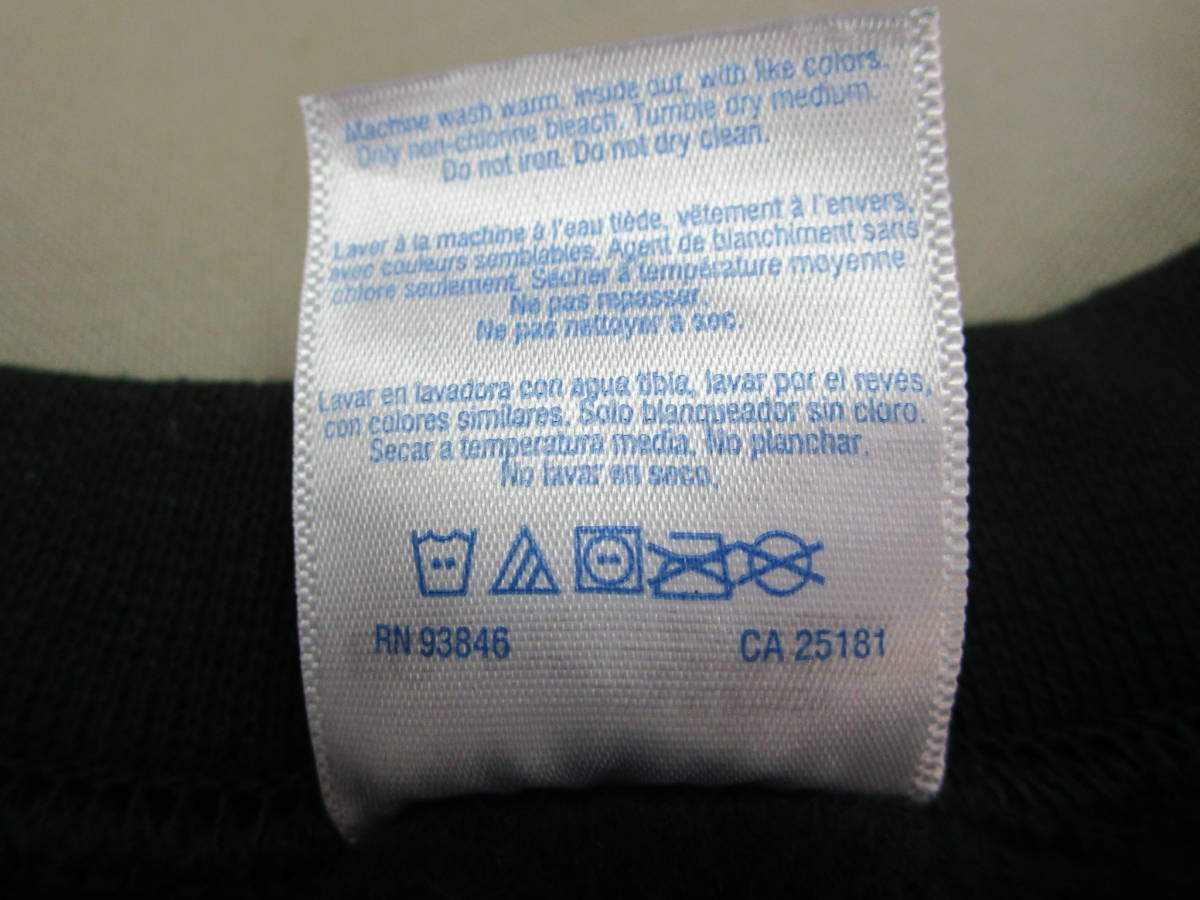 Machine wash warm, inside out, with like colors.
Only non-chlorine bleach. Tumble dry medium.
Do not iron. Do not dry clean.
Laver à la machine à l'eau tiède, vêtement à l'envers,
avec couleurs semblables. Agent de blanchiment sans
chlore seulement. Sécher à température moyenne.
Ne pas repasser.
Ne pas nettoyer à sec.
Lavar en lavadora con agua tibia, lavar por el revés,
con colores similares. Solo blanqueador sin cloro.
Secar a temperatura media. No planchar.
No lavar en seco.
RN 93846 CA 25181